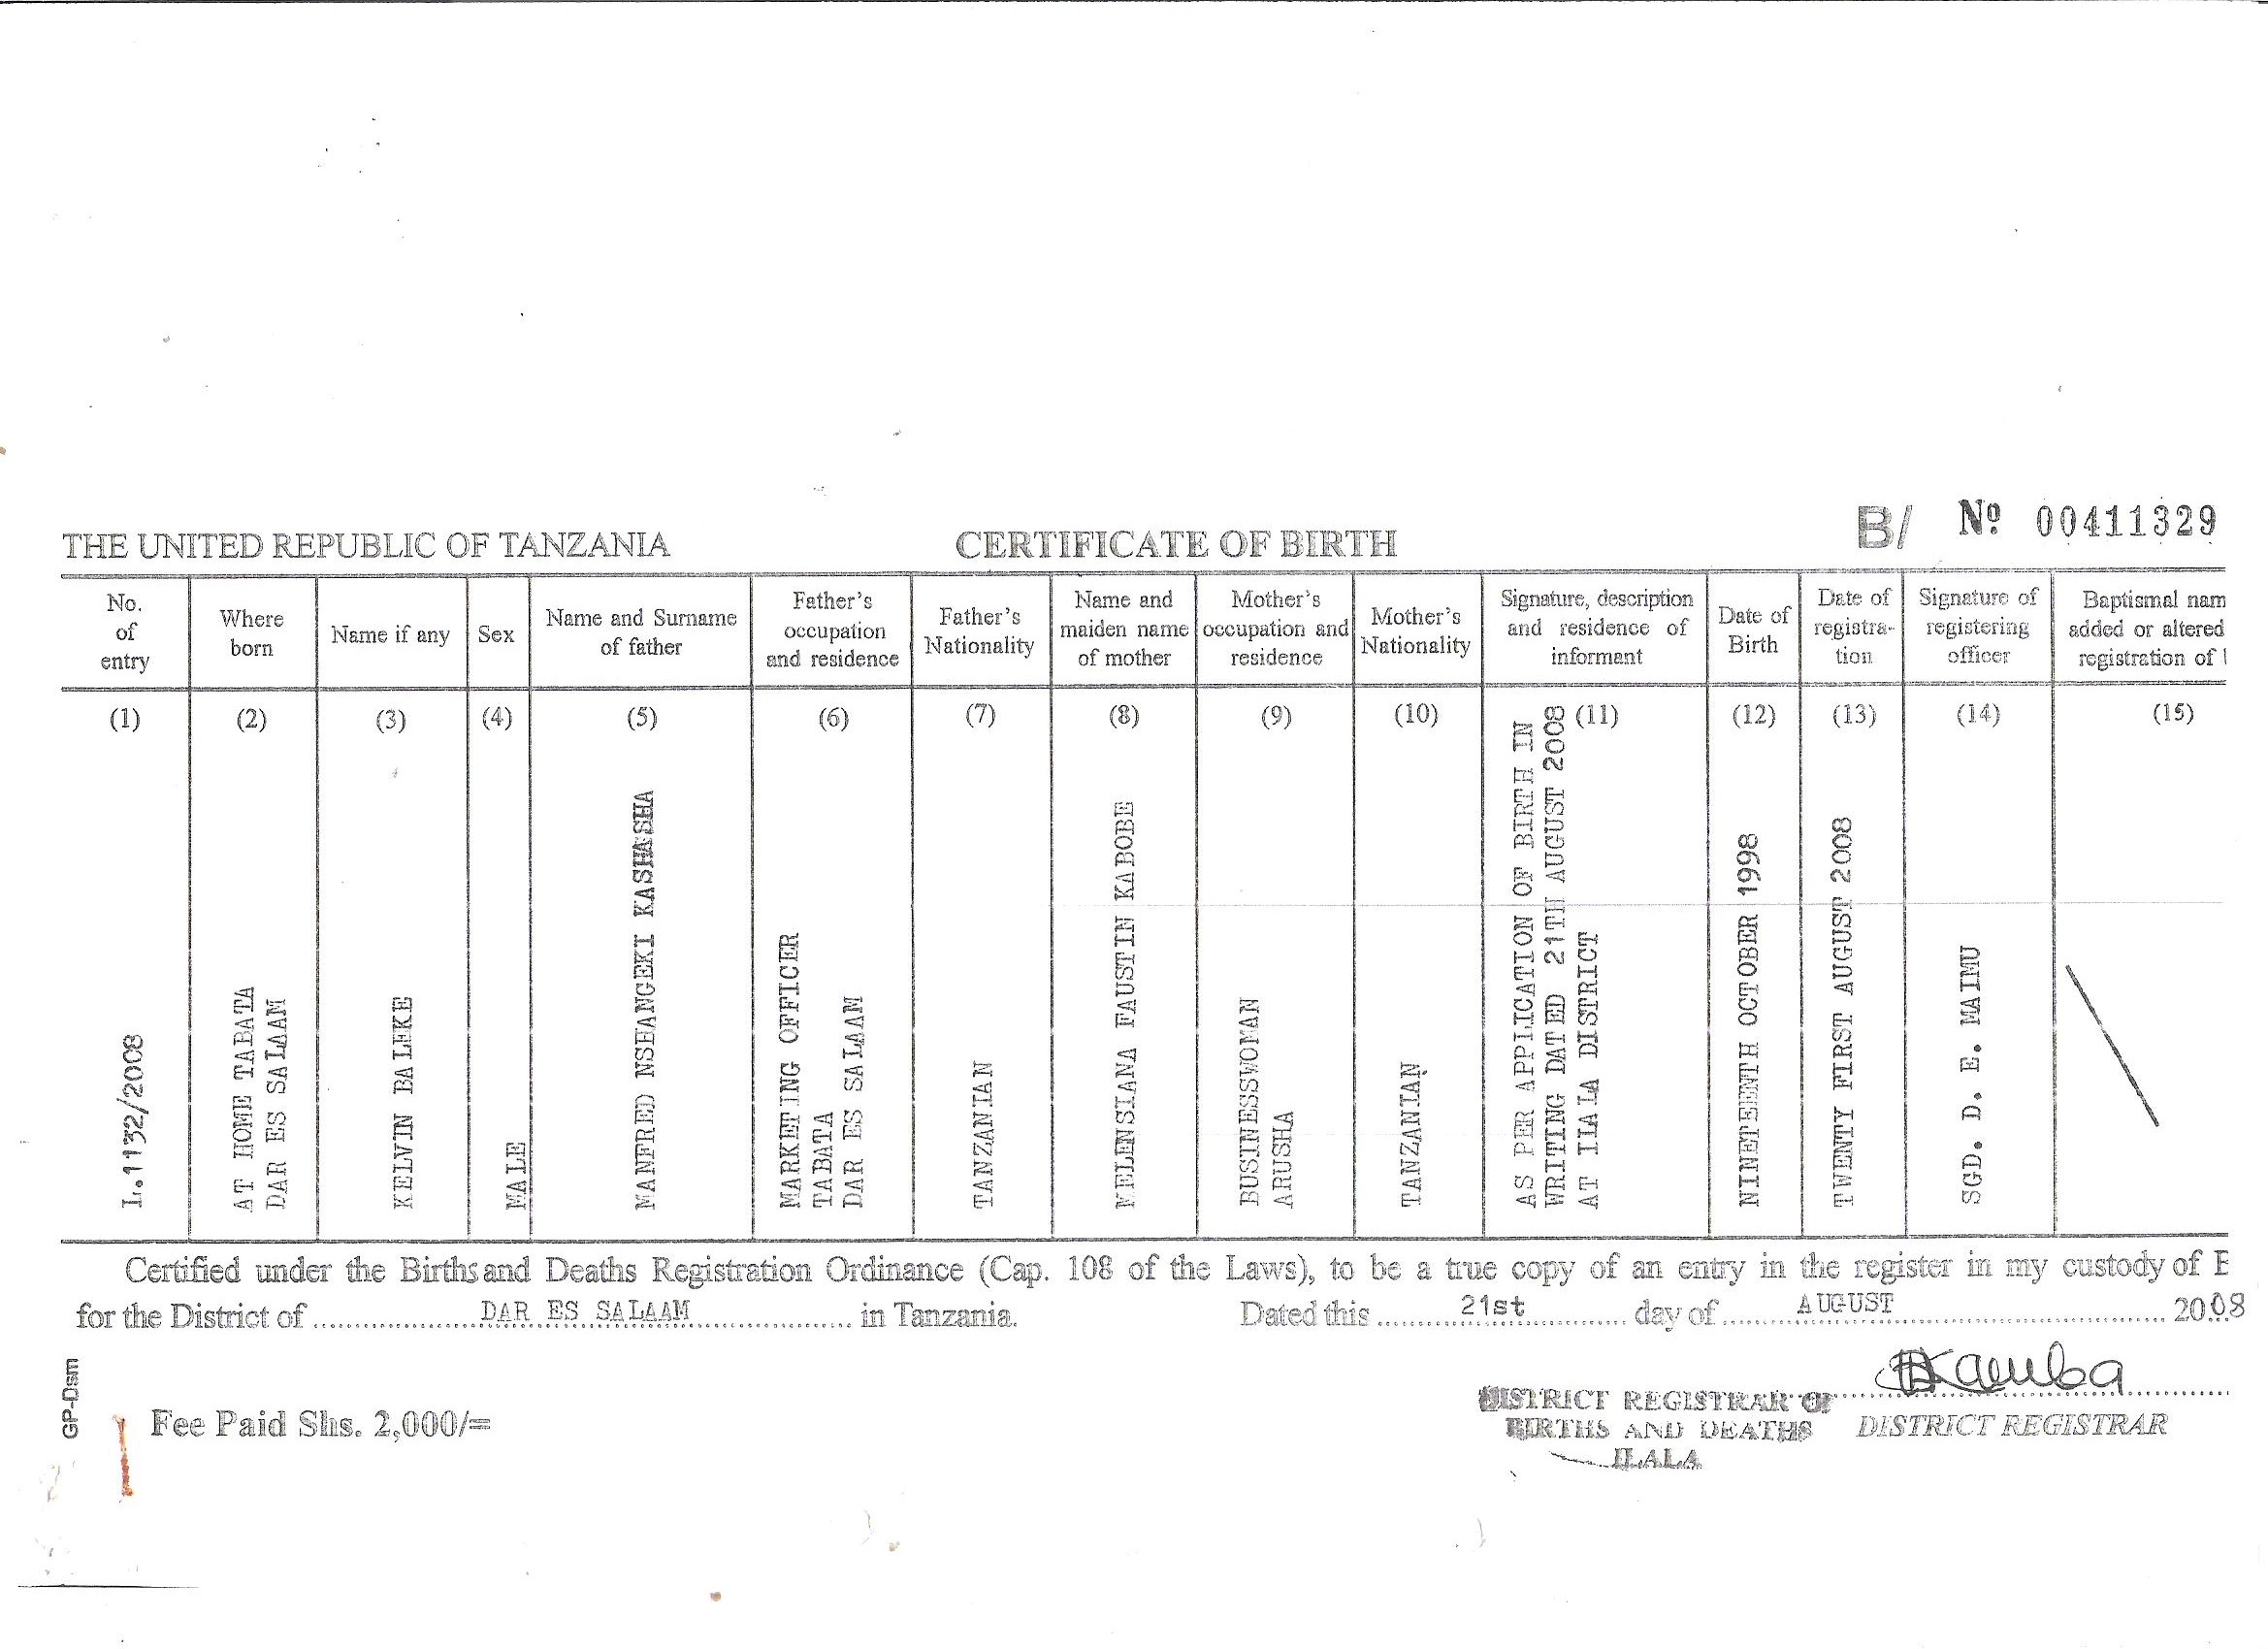 B/ Nº 00411329
THE UNITED REPUBLIC OF TANZANIA CERTIFICATE OF BIRTH
No.
of
entry
Where
born
Name if any
Sex
Name and Surname
of father
Father's
occupation
and residence
Father's
Nationality
Name and
maiden name
of mother
Mother's
occupation and
residence
Mother's
Nationality
Signature, description
and residence of
informant
Date of
Birth
Date of
registra-
tion
Signature of
registering
officer
Baptismal nam
added or altered
registration of
(1) (2) (3) (4) (5) (6) (7) (8) (9) (10) (11) (12) (13) (14) (15)
L.1132/2008
AT HOME TABATA
DAR ES SALAAM
KELVIN BALEKE
MALE
MANFRED NSHANGEKI KASHASHA
MARKETING OFFICER
TABATA
DAR ES SALAAM
TANZANIAN
MELENSIANA FAUSTIN KABOBE
BUSINESSWOMAN
ARUSHA
TANZANIAN
AS PER APPLICATION OF BIRTH IN
WRITING DATED 21TH AUGUST 2008
AT ILALA DISTRICT
NINETEENTH OCTOBER 1998
TWENTY FIRST AUGUST 2008
SGD. D. E. MAIMU
Certified under the Births and Deaths Registration Ordinance (Cap. 108 of the Laws), to be a true copy of an entry in the register in my custody of
for the District of DAR ES SALAAM in Tanzania. Dated this 21st day of AUGUST 2008
GP-Dsm
Fee Paid Shs. 2,000/=
DISTRICT REGISTRAR OF
BIRTHS AND DEATHS
ILALA
DISTRICT REGISTRAR